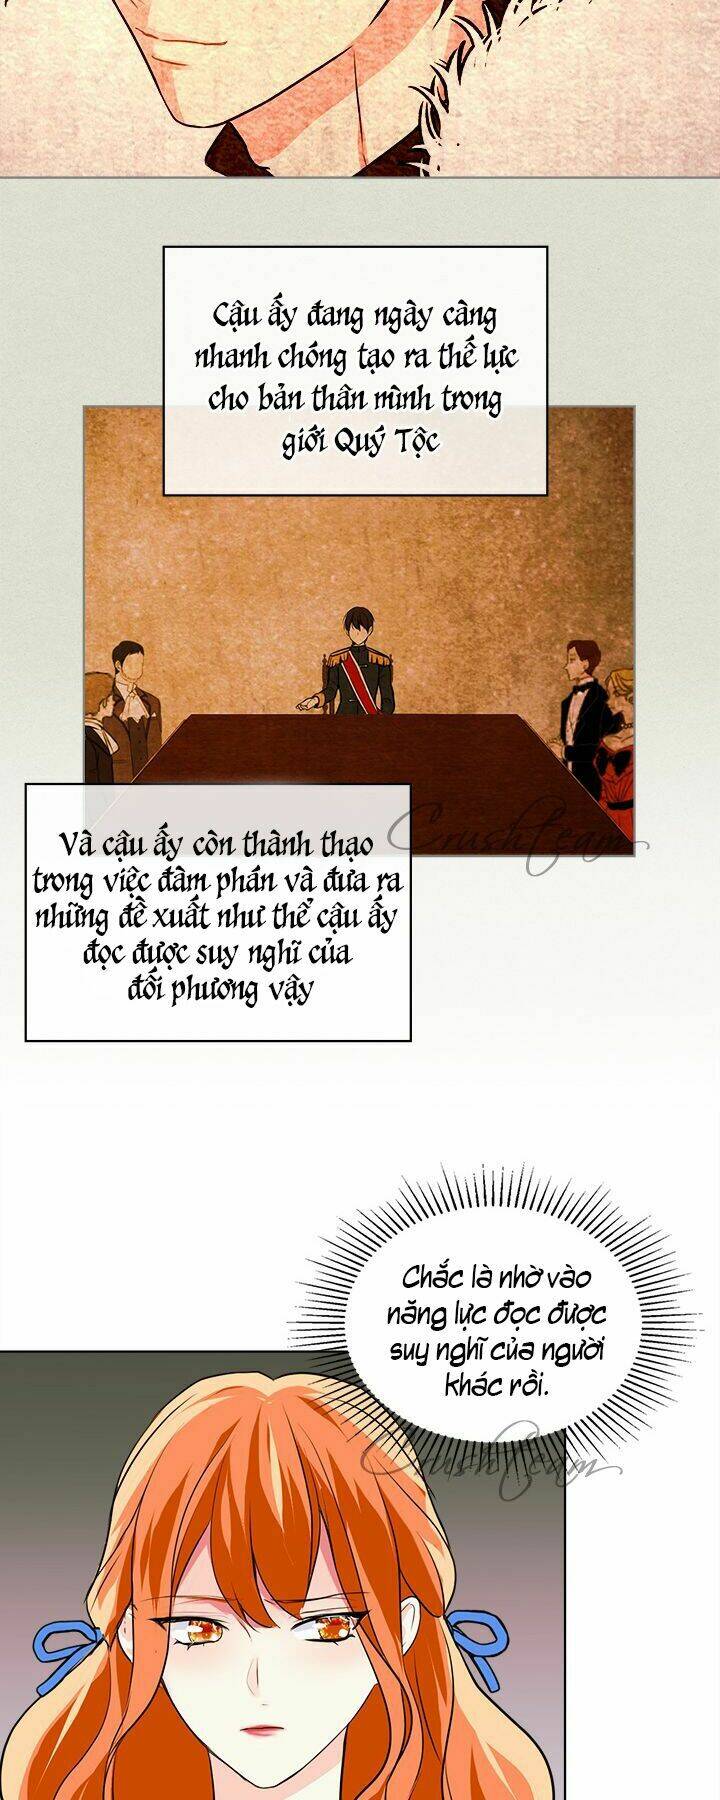 Cậu ấy đang ngày càng
nhanh chóng tạo ra thế lực
cho bản thân mình trong
giới Quý Tộc
Và cậu ấy còn thành thạo
trong việc đàm phán và đưa ra
những đề xuất như thể cậu ấy
đọc được suy nghĩ của
đối phương vậy
Crush team
Chắc là nhờ vào
năng lực đọc được
suy nghĩ của người
khác rồi.
Crush team